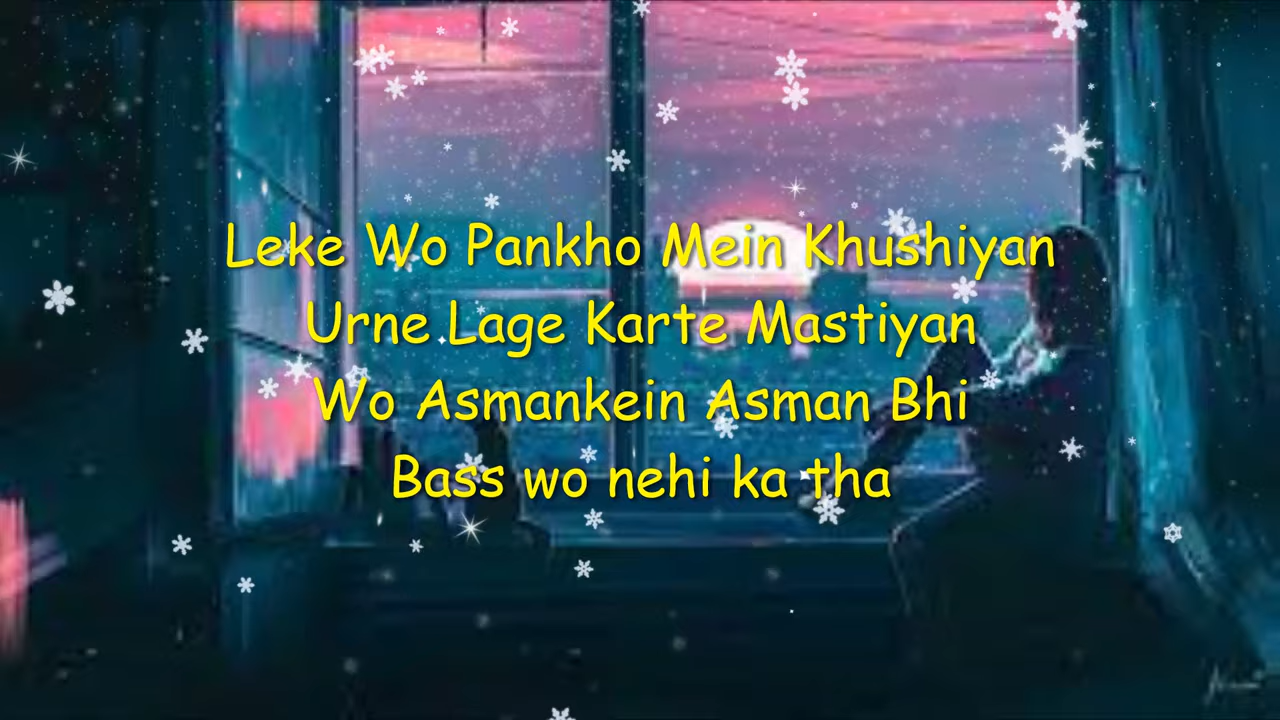 Leke Wo Pankho Mein Khushiyan
Urne Lage Karte Mastiyan
Wo Asmankein Asman Bhi
Bass wo nehi ka tha